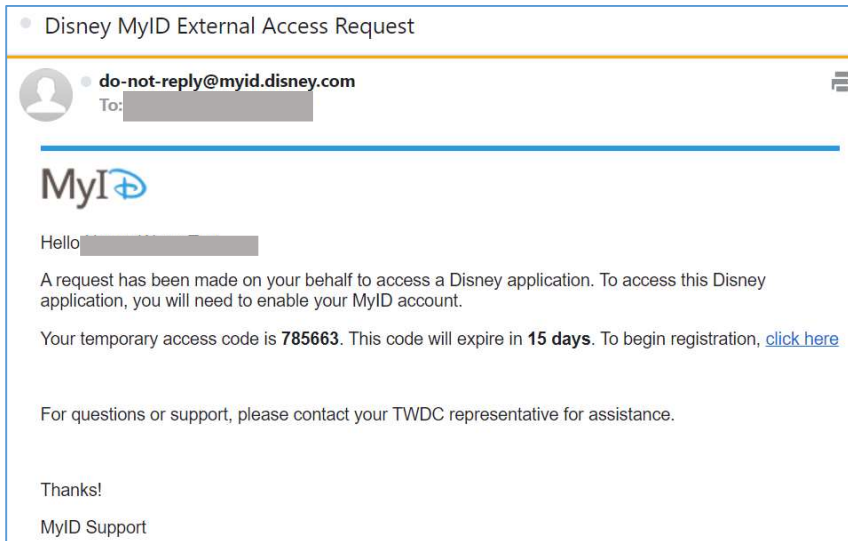 Disney MyID External Access Request
do-not-reply@myid.disney.com
To:
MyID
Hello
A request has been made on your behalf to access a Disney application. To access this Disney
application, you will need to enable your MyID account.
Your temporary access code is 785663. This code will expire in 15 days. To begin registration, click here
For questions or support, please contact your TWDC representative for assistance.
Thanks!
MyID Support